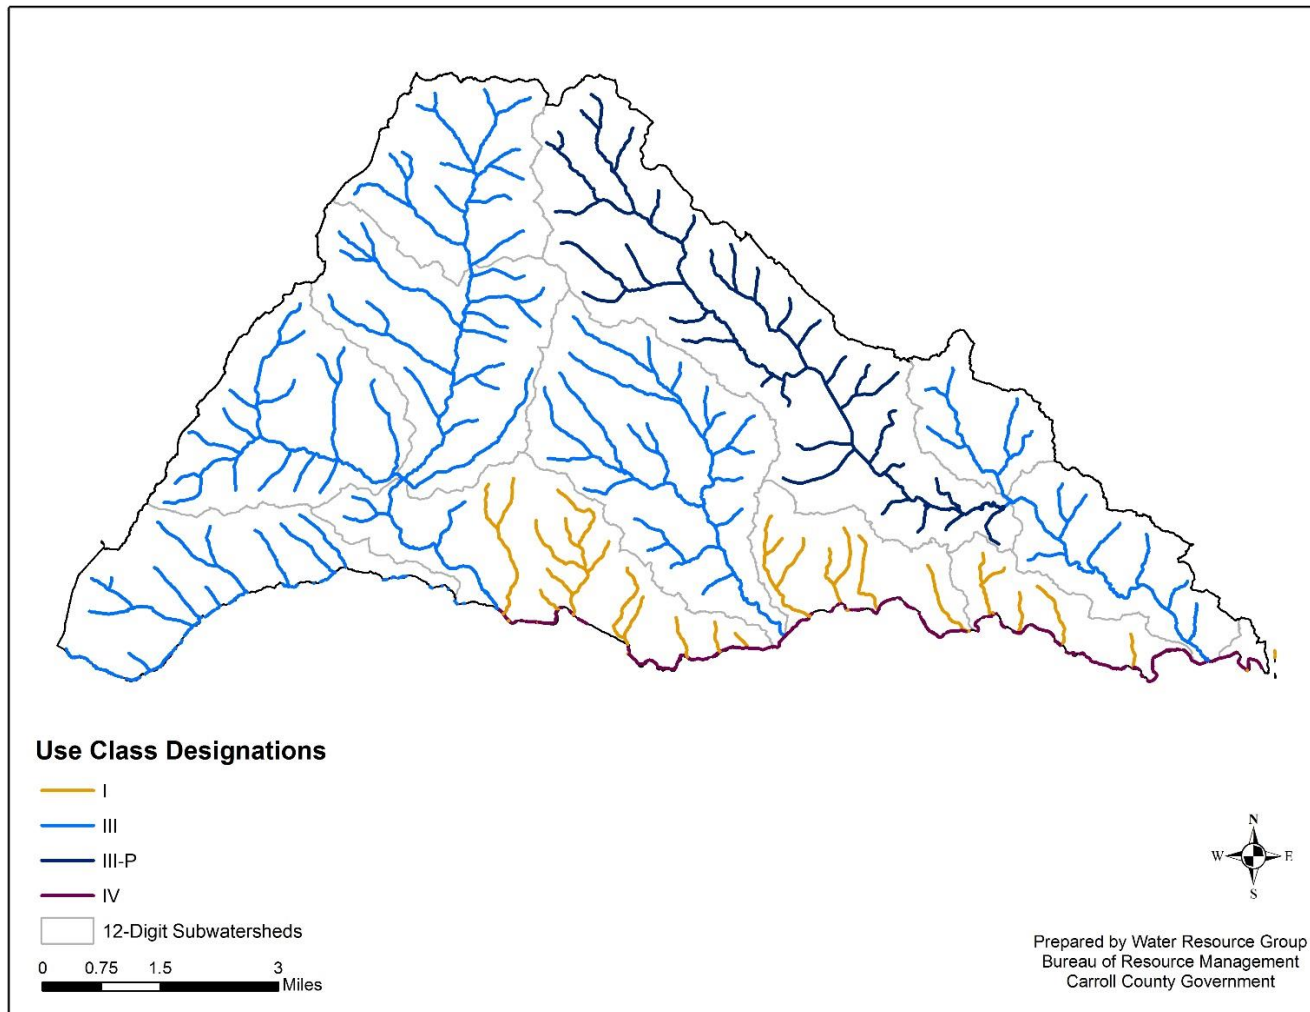 Use Class Designations
I
III
III-P
IV
12-Digit Subwatersheds
0 0.75 1.5 3
Miles
N
W E
S
Prepared by Water Resource Group
Bureau of Resource Management
Carroll County Government